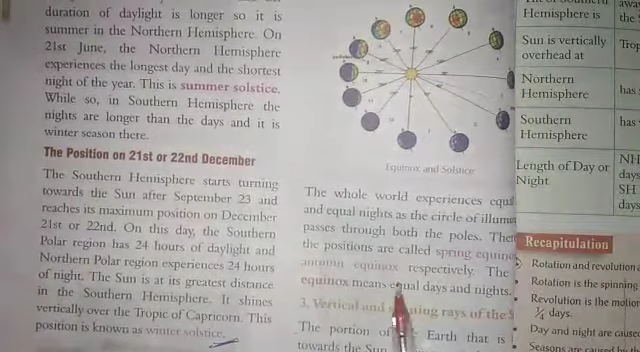 duration of daylight is longer so it is
summer in the Northern Hemisphere. On
21st June, the Northern Hemisphere
experiences the longest day and the shortest
night of the year. This is summer solstice.
While so, in Southern Hemisphere the
nights are longer than the days and it is
winter season there.
The Position on 21st or 22nd December
The Southern Hemisphere starts turning
towards the Sun after September 23 and
reaches its maximum position on December
21st or 22nd. On this day, the Southern
Polar region has 24 hours of daylight and
Northern Polar region experiences 24 hours
of night. The Sun is at its greatest distance
in the Southern Hemisphere. It shines
vertically over the Tropic of Capricorn. This
position is known as winter solstice.
Equinox and Solstice
The whole world experiences
and equal nights as the circle of
passes through both the poles.
the positions are called spring
autumn equinox respectively. The
equinox means equal days and nights.
3. Vertical and rays of the
The portion of Earth that is
towards the Sun
Hemisphere is
the
Sun is vertically
overhead at
Northern
Hemisphere
has
Southern
Hemisphere
has
Length of Day or
Night
NH
days
SH
days
Recapitulation
Rotation and revolution
Rotation is the spinning
Revolution is the motion
¼ days.
Day and night are
Seasons are caused by